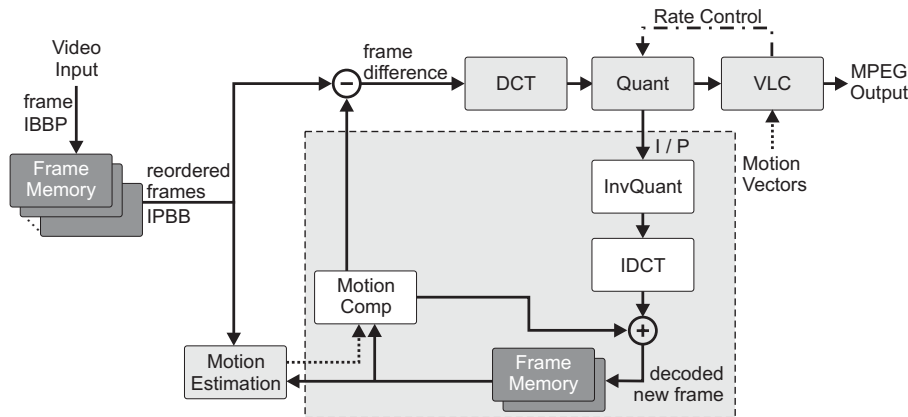 Rate Control
Video
Input
frame
difference
DCT
Quant
VLC
MPEG
Output
frame
IBBP
Frame
Memory
reordered
frames
IPBB
I / P
Motion
Vectors
InvQuant
IDCT
Motion
Comp
Motion
Estimation
Frame
Memory
decoded
new frame